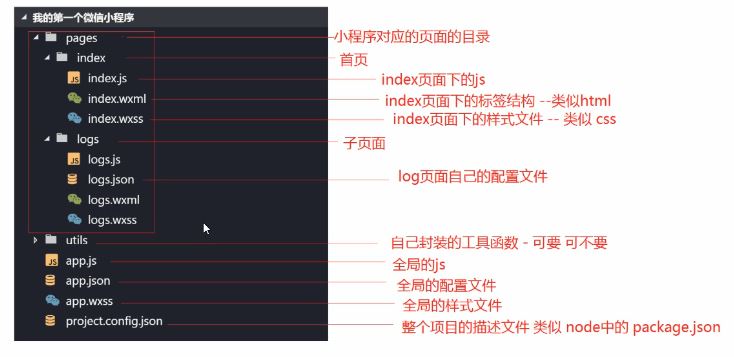 我的第一个微信小程序
pages 小程序对应的页面的目录
index 首页
index.js index页面下的js
index.wxml index页面下的标签结构 --类似html
index.wxss index页面下的样式文件 -- 类似 css
logs 子页面
logs.js
logs.json log页面自己的配置文件
logs.wxml
logs.wxss
utils 自己封装的工具函数 - 可要 可不要
app.js 全局的js
app.json 全局的配置文件
app.wxss 全局的样式文件
project.config.json 整个项目的描述文件 类似 node中的 package.json